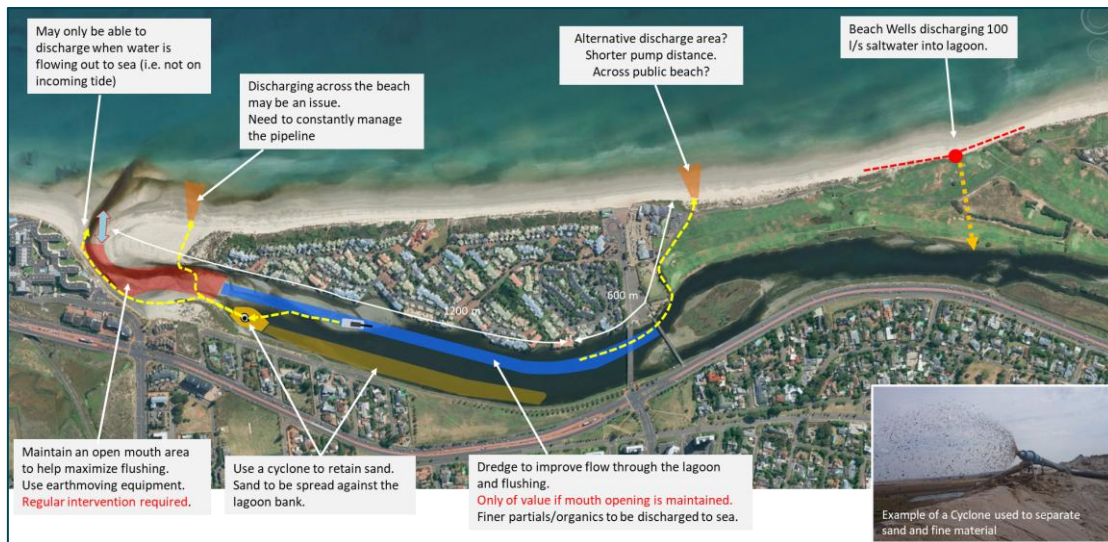 May only be able to
discharge when water is
flowing out to sea (i.e. not on
incoming tide)
Discharging across the beach
may be an issue.
Need to constantly manage
the pipeline
Alternative discharge area?
Shorter pump distance.
Across public beach?
Beach Wells discharging 100
l/s saltwater into lagoon.
1200 m
600 m
Maintain an open mouth area
to help maximize flushing.
Use earthmoving equipment.
Regular intervention required.
Use a cyclone to retain sand.
Sand to be spread against the
lagoon bank.
Dredge to improve flow through the lagoon
and flushing.
Only of value if mouth opening is maintained.
Finer partials/organics to be discharged to sea.
Example of a Cyclone used to separate
sand and fine material